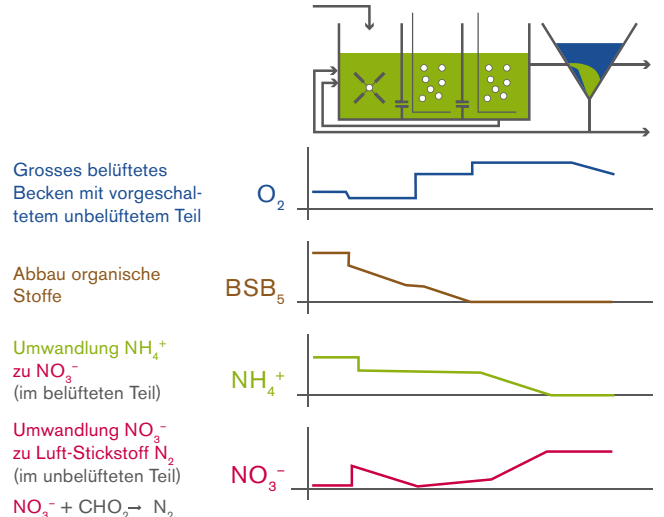 Grosses belüftetes
Becken mit vorgeschal-
tetem unbelüftetem Teil
O₂
Abbau organische
Stoffe
BSB₅
Umwandlung NH₄⁺
zu NO₃⁻
(im belüfteten Teil)
NH₄⁺
Umwandlung NO₃⁻
zu Luft-Stickstoff N₂
(im unbelüfteten Teil)
NO₃⁻
NO₃⁻ + CHO₂→ N₂